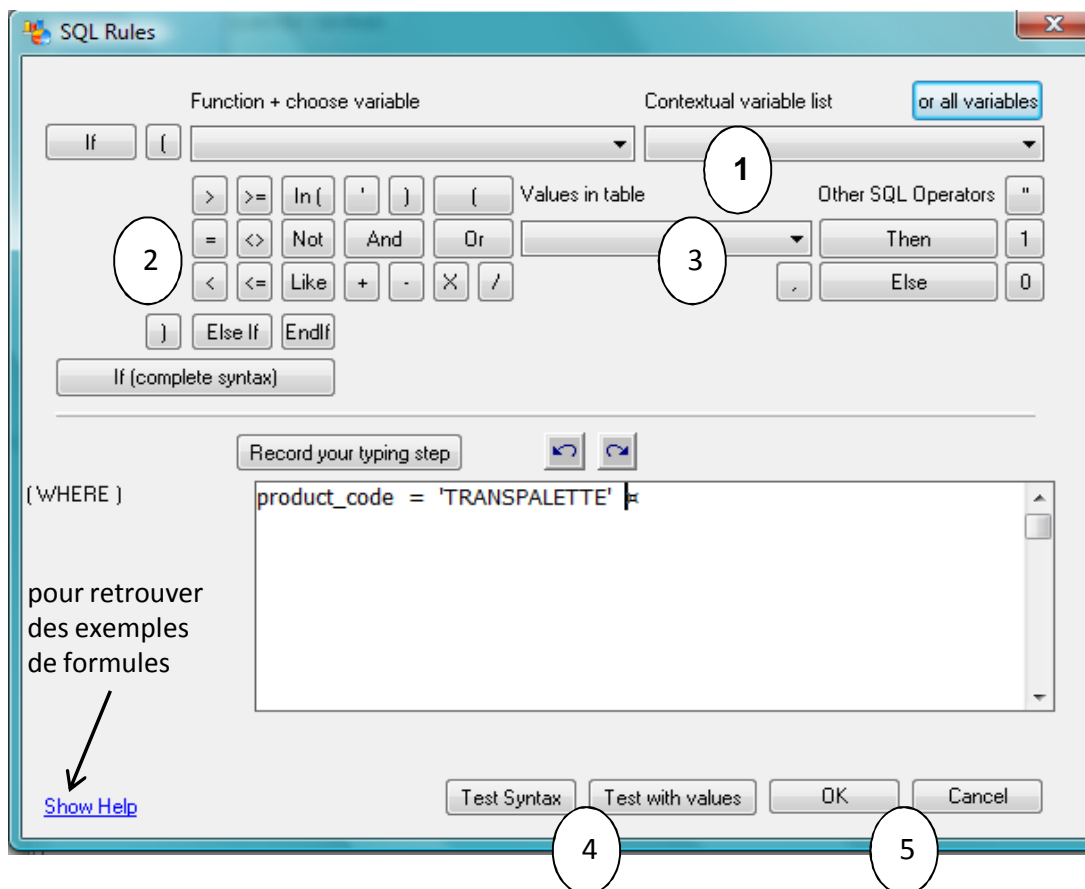 SQL Rules
X
Function + choose variable
Contextual variable list
or all variables
If
(
1
>
>=
In (
'
)
(
Values in table
Other SQL Operators
"
2
=
<>
Not
And
Or
3
Then
1
<
<=
Like
+
-
X
/
,
Else
0
)
Else If
EndIf
If (complete syntax)
Record your typing step
( WHERE )
product_code = 'TRANSPALETTE' ¤
pour retrouver
des exemples
de formules
Show Help
Test Syntax
Test with values
OK
Cancel
4
5